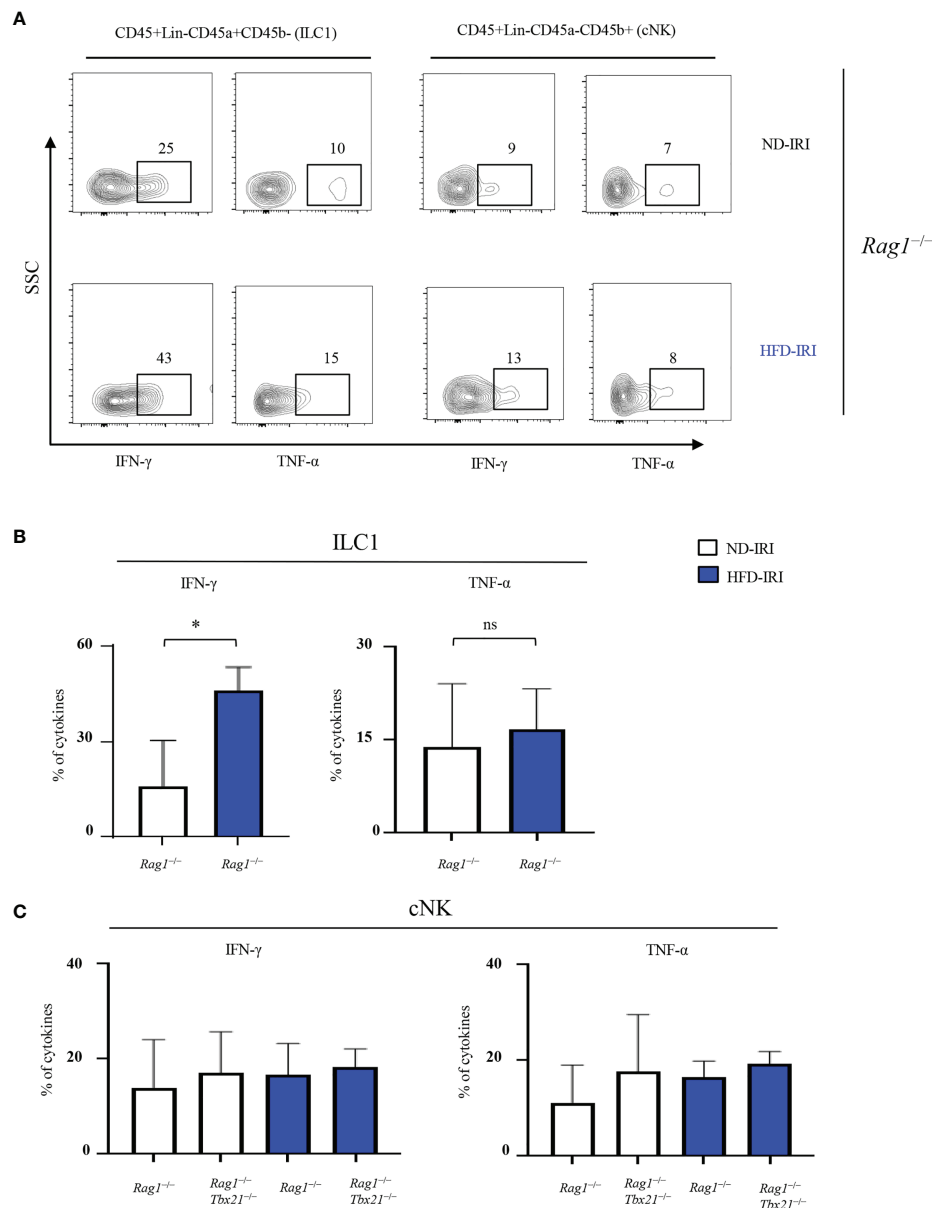 A
CD45+Lin-CD45a+CD45b- (ILC1)
CD45+Lin-CD45a-CD45b+ (cNK)
25
10
9
7
ND-IRI
Rag1−/−
SSC
43
15
13
8
HFD-IRI
IFN-γ
TNF-α
IFN-γ
TNF-α
B
ILC1
ND-IRI
HFD-IRI
IFN-γ
TNF-α
*
ns
% of cytokines
60
30
0
% of cytokines
30
15
0
Rag1−/−
Rag1−/−
Rag1−/−
Rag1−/−
C
cNK
IFN-γ
TNF-α
% of cytokines
40
20
0
% of cytokines
40
20
0
Rag1−/−
Rag1−/−
Tbx21−/−
Rag1−/−
Rag1−/−
Tbx21−/−
Rag1−/−
Rag1−/−
Tbx21−/−
Rag1−/−
Rag1−/−
Tbx21−/−